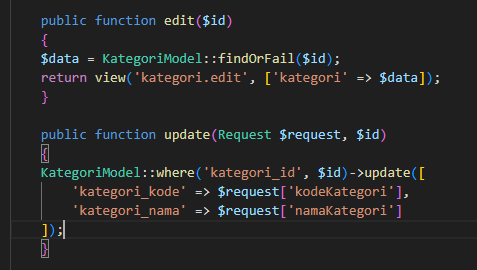 public function edit($id)
{
$data = KategoriModel::findOrFail($id);
return view('kategori.edit', ['kategori' => $data]);
}
public function update(Request $request, $id)
{
KategoriModel::where('kategori_id', $id)->update([
'kategori_kode' => $request['kodeKategori'],
'kategori_nama' => $request['namaKategori']
]);
}